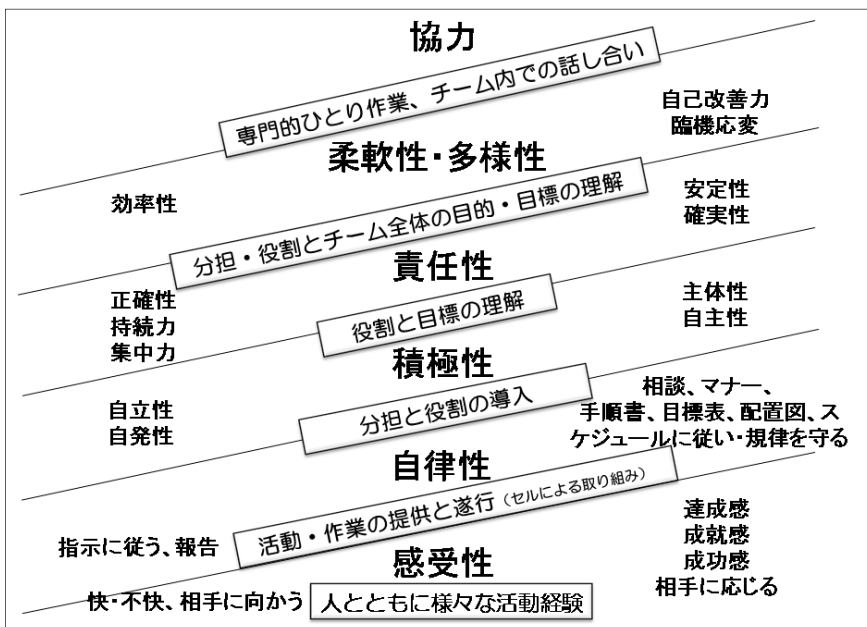 協力
専門的ひとり作業、チーム内での話し合い
自己改善力
臨機応変
柔軟性・多様性
効率性
分担・役割とチーム全体の目的・目標の理解
安定性
確実性
責任性
正確性
持続力
集中力
役割と目標の理解
主体性
自主性
積極性
自立性
自発性
分担と役割の導入
相談、マナー、
手順書、目標表、配置図、ス
ケジュールに従い・規律を守る
自律性
指示に従う、報告
活動・作業の提供と遂行（セルによる取り組み）
達成感
成就感
成功感
相手に応じる
感受性
快・不快、相手に向かう
人とともに様々な活動経験